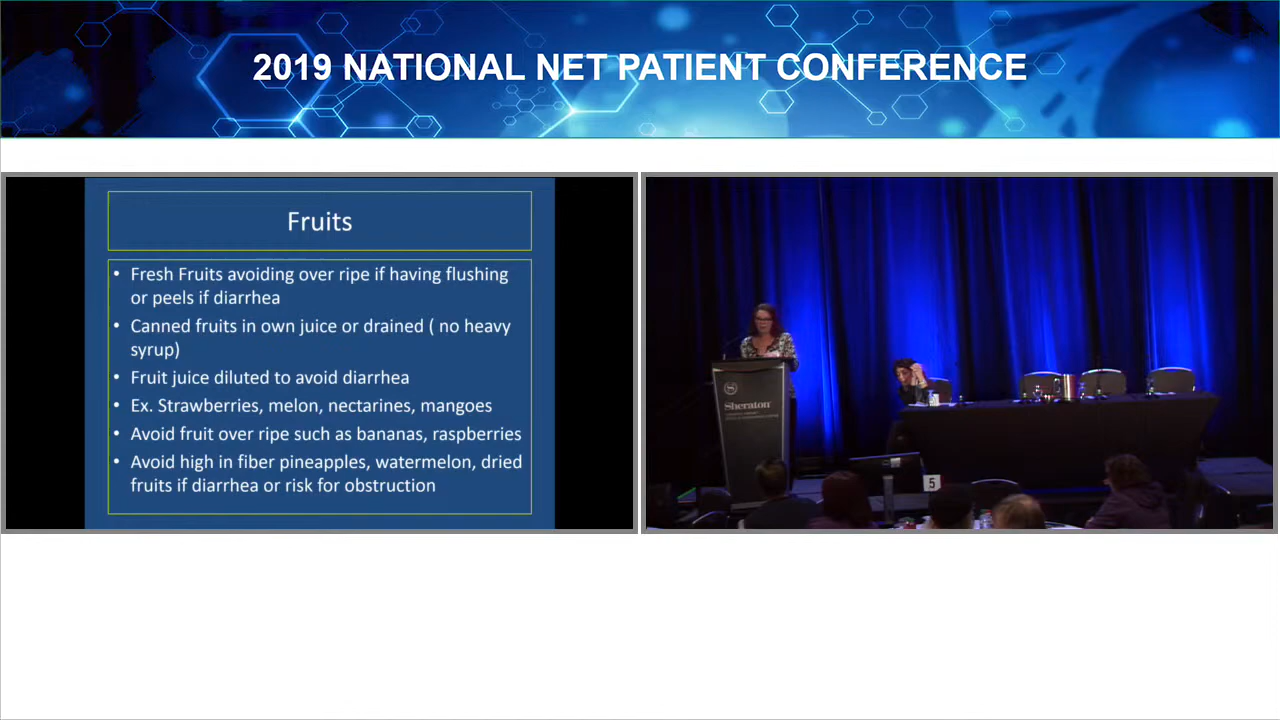 2019 NATIONAL NET PATIENT CONFERENCE
Fruits
• Fresh Fruits avoiding over ripe if having flushing
or peels if diarrhea
• Canned fruits in own juice or drained ( no heavy
syrup)
• Fruit juice diluted to avoid diarrhea
• Ex. Strawberries, melon, nectarines, mangoes
• Avoid fruit over ripe such as bananas, raspberries
• Avoid high in fiber pineapples, watermelon, dried
fruits if diarrhea or risk for obstruction
Sheraton
5